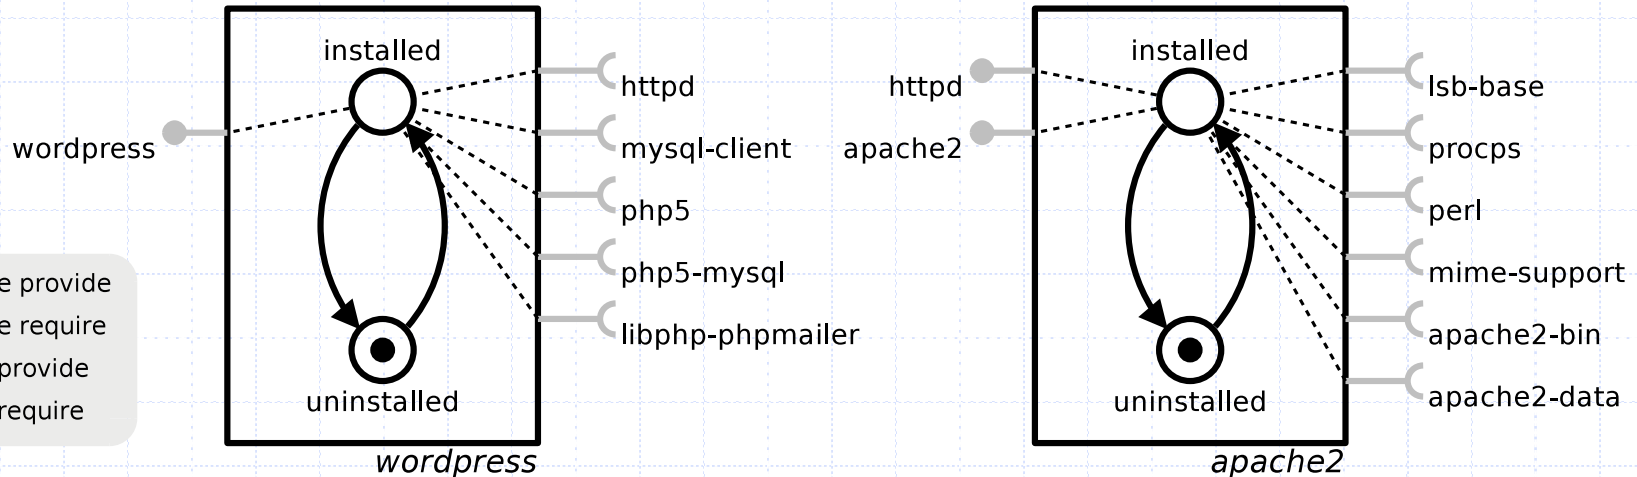 installed
httpd
mysql-client
php5
php5-mysql
libphp-phpmailer
wordpress
uninstalled
wordpress
installed
httpd
apache2
lsb-base
procps
perl
mime-support
apache2-bin
apache2-data
uninstalled
apache2
e provide
e require
provide
require